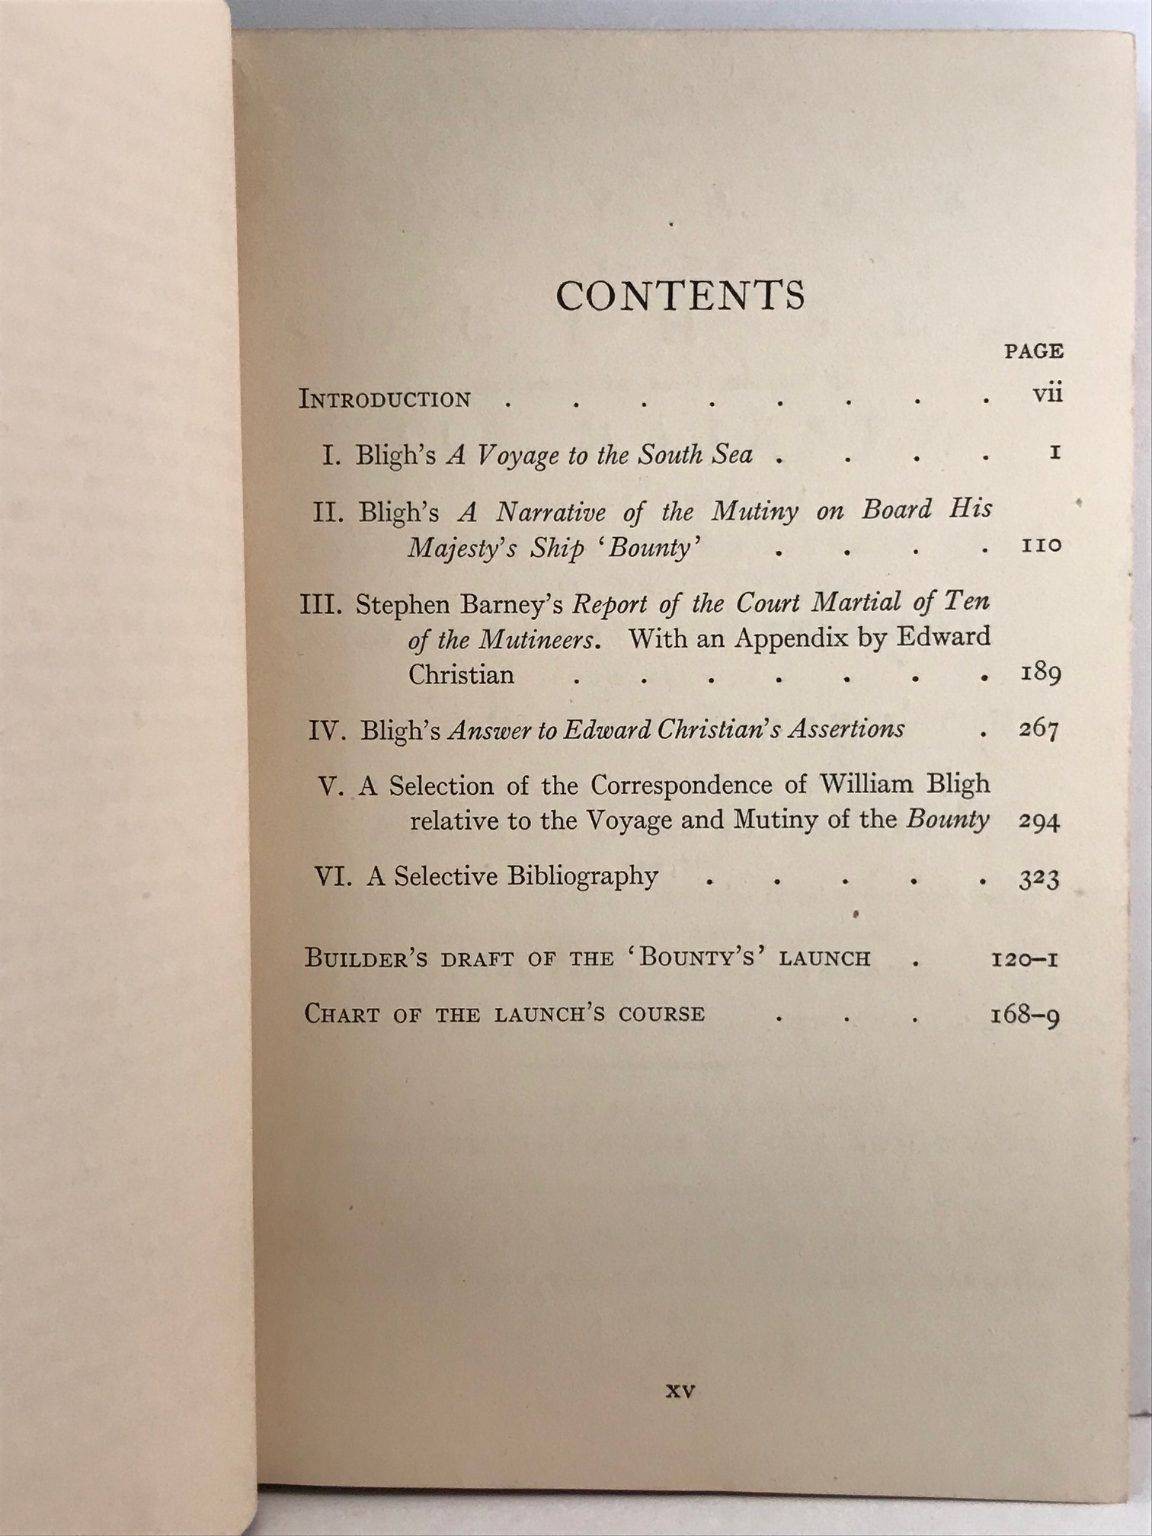 CONTENTS
PAGE
INTRODUCTION . . . . . . . . vii
I. Bligh's A Voyage to the South Sea . . . . 1
II. Bligh's A Narrative of the Mutiny on Board His
Majesty's Ship 'Bounty' . . . . 110
III. Stephen Barney's Report of the Court Martial of Ten
of the Mutineers. With an Appendix by Edward
Christian . . . . . . . 189
IV. Bligh's Answer to Edward Christian's Assertions . 267
V. A Selection of the Correspondence of William Bligh
relative to the Voyage and Mutiny of the Bounty 294
VI. A Selective Bibliography . . . . . 323
BUILDER'S DRAFT OF THE 'BOUNTY'S' LAUNCH . 120–1
CHART OF THE LAUNCH'S COURSE . . . 168–9
xv